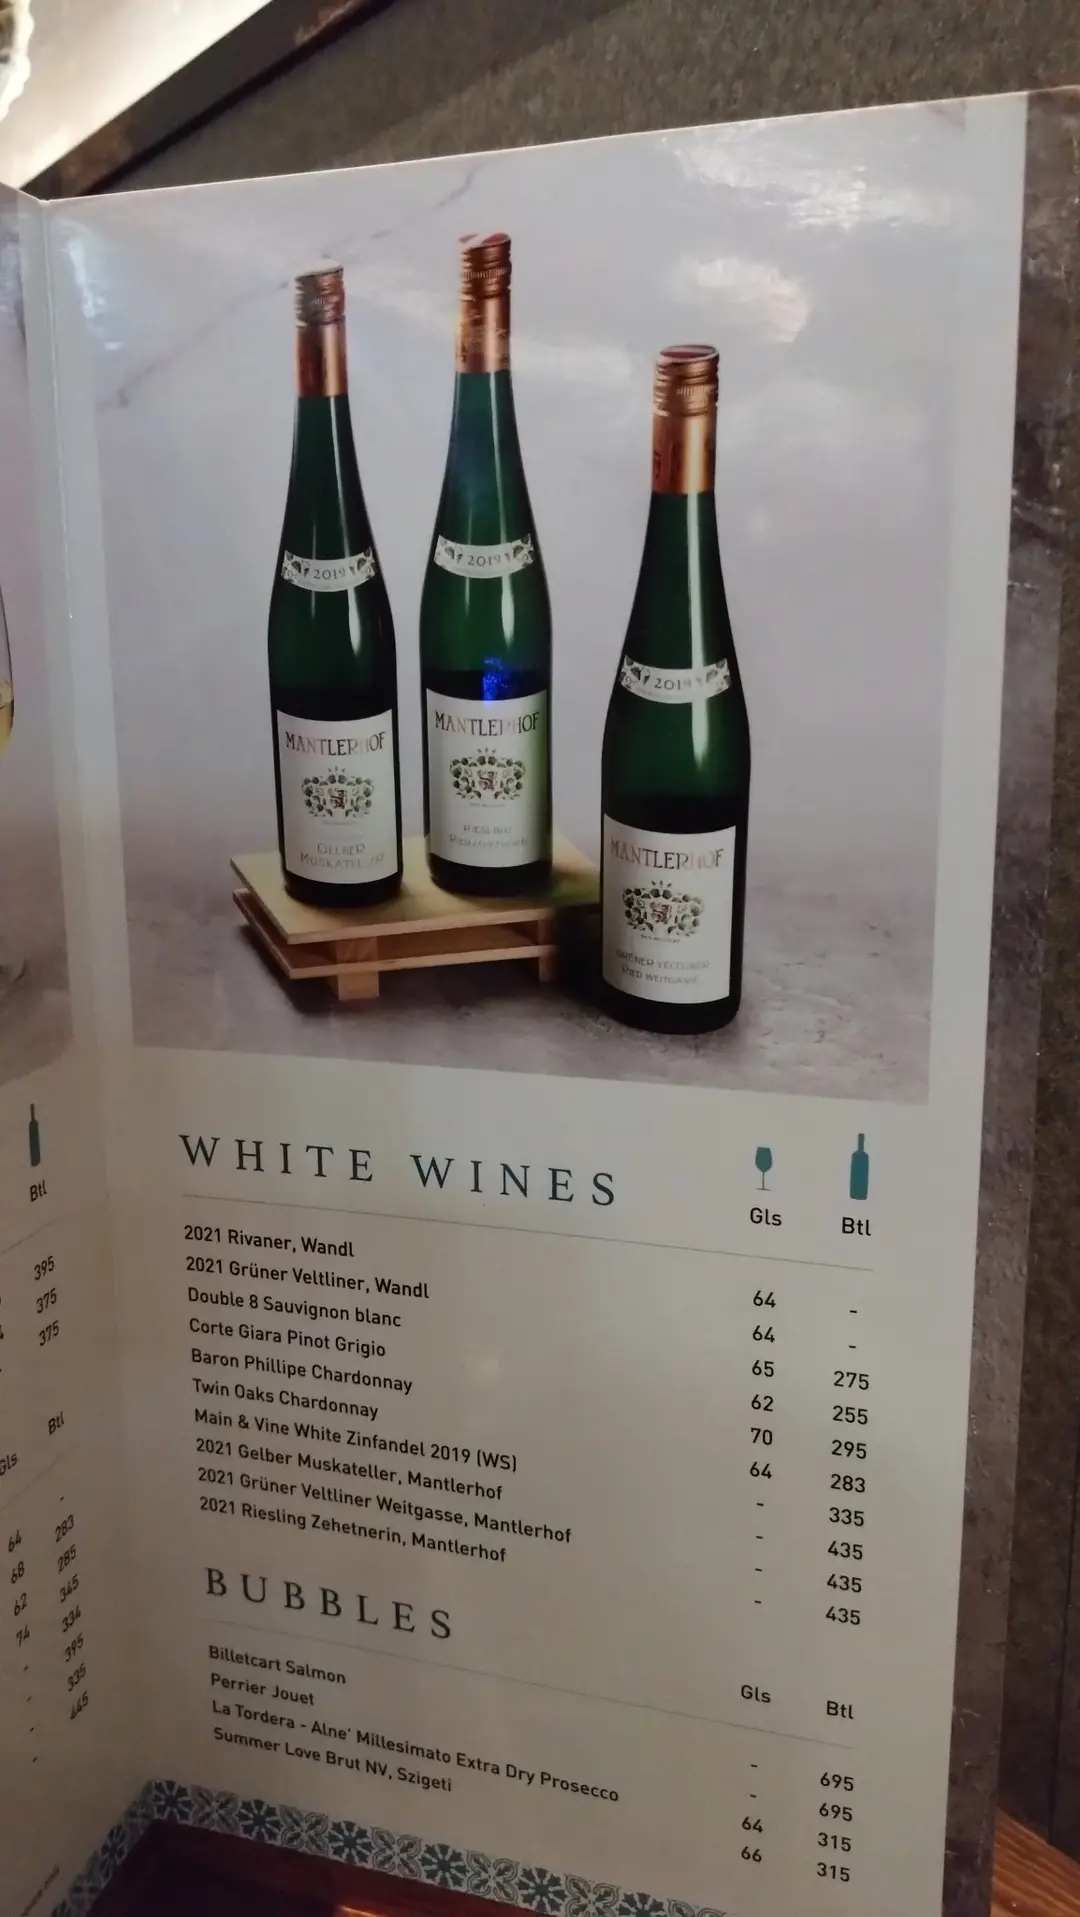 2019
MANTLERHOF
GELBER
MUSKATELLER
2019
MANTLERHOF
RIESLING
2019
MANTLERHOF
GRÜNER VELTLINER
RIED WEITGASSE
WHITE WINES Gls Btl
2021 Rivaner, Wandl 64 -
2021 Grüner Veltliner, Wandl 64 -
Double 8 Sauvignon blanc 65 275
Corte Giara Pinot Grigio 62 255
Baron Phillipe Chardonnay 70 295
Twin Oaks Chardonnay 64 283
Main & Vine White Zinfandel 2019 (WS) - 335
2021 Gelber Muskateller, Mantlerhof - 435
2021 Grüner Veltliner Weitgasse, Mantlerhof - 435
2021 Riesling Zehetnerin, Mantlerhof - 435
BUBBLES Gls Btl
Billetcart Salmon - 695
Perrier Jouet - 695
La Tordera - Alne' Millesimato Extra Dry Prosecco 64 315
Summer Love Brut NV, Szigeti 66 315
Btl
395
375
375
Gls Btl
-
64 283
68 285
62 345
74 334
- 395
- 335
- 445